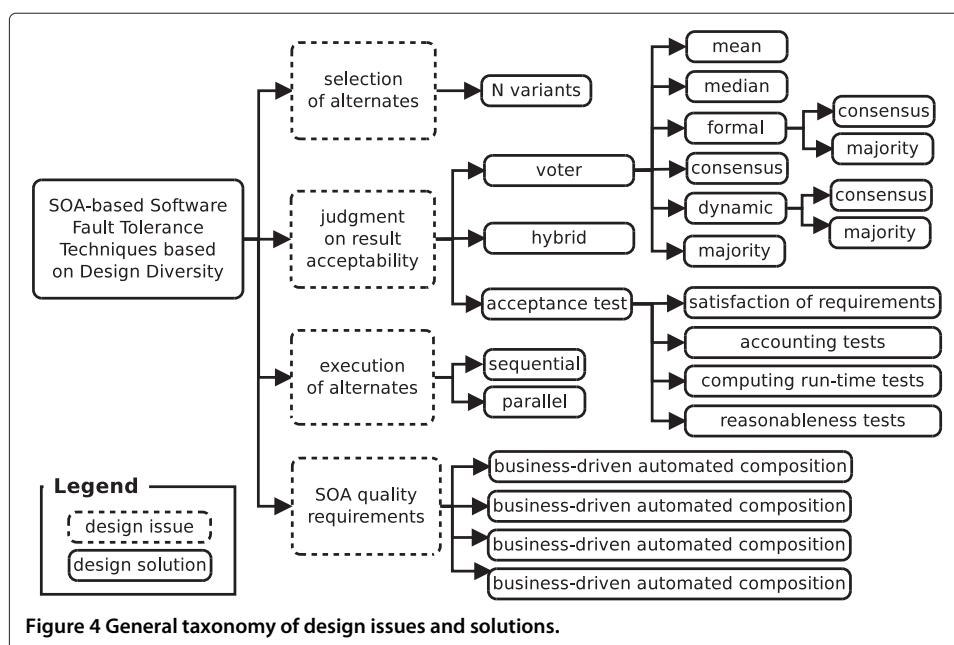 SOA-based Software
Fault Tolerance
Techniques based
on Design Diversity
selection
of alternates
N variants
judgment
on result
acceptability
voter
mean
median
formal
consensus
majority
consensus
dynamic
consensus
majority
majority
hybrid
acceptance test
satisfaction of requirements
accounting tests
computing run-time tests
reasonableness tests
execution
of alternates
sequential
parallel
SOA quality
requirements
business-driven automated composition
business-driven automated composition
business-driven automated composition
business-driven automated composition
Legend
design issue
design solution
Figure 4 General taxonomy of design issues and solutions.